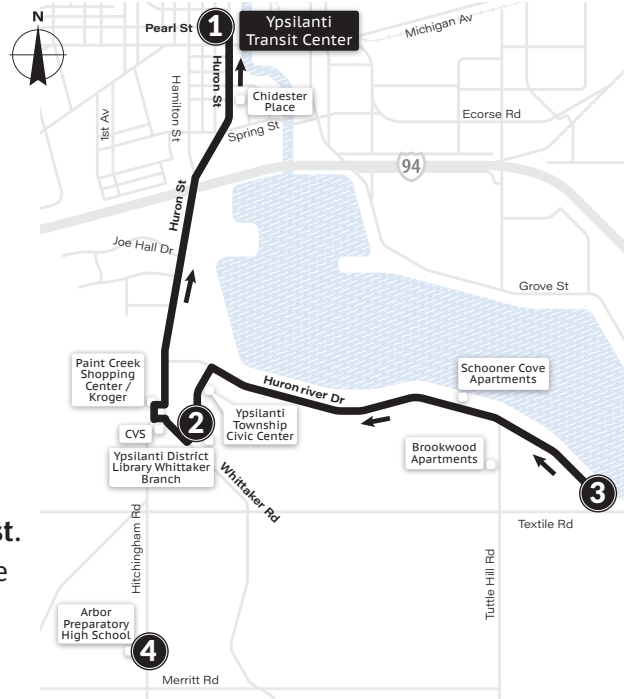 N
Pearl St
1
Ypsilanti
Transit Center
Michigan Av
Huron St
Chidester
Place
1st Av
Hamilton St
Spring St
Ecorse Rd
94
Huron St
Joe Hall Dr
Grove St
Paint Creek
Shopping
Center /
Kroger
Huron river Dr
Schooner Cove
Apartments
2
Ypsilanti
Township
Civic Center
CVS
Ypsilanti District
Library Whittaker
Branch
Brookwood
Apartments
Whittaker Rd
3
st.
Textile Rd
e
Hitchingham Rd
Tuttle Hill Rd
Arbor
Preparatory
High School
4
Merritt Rd